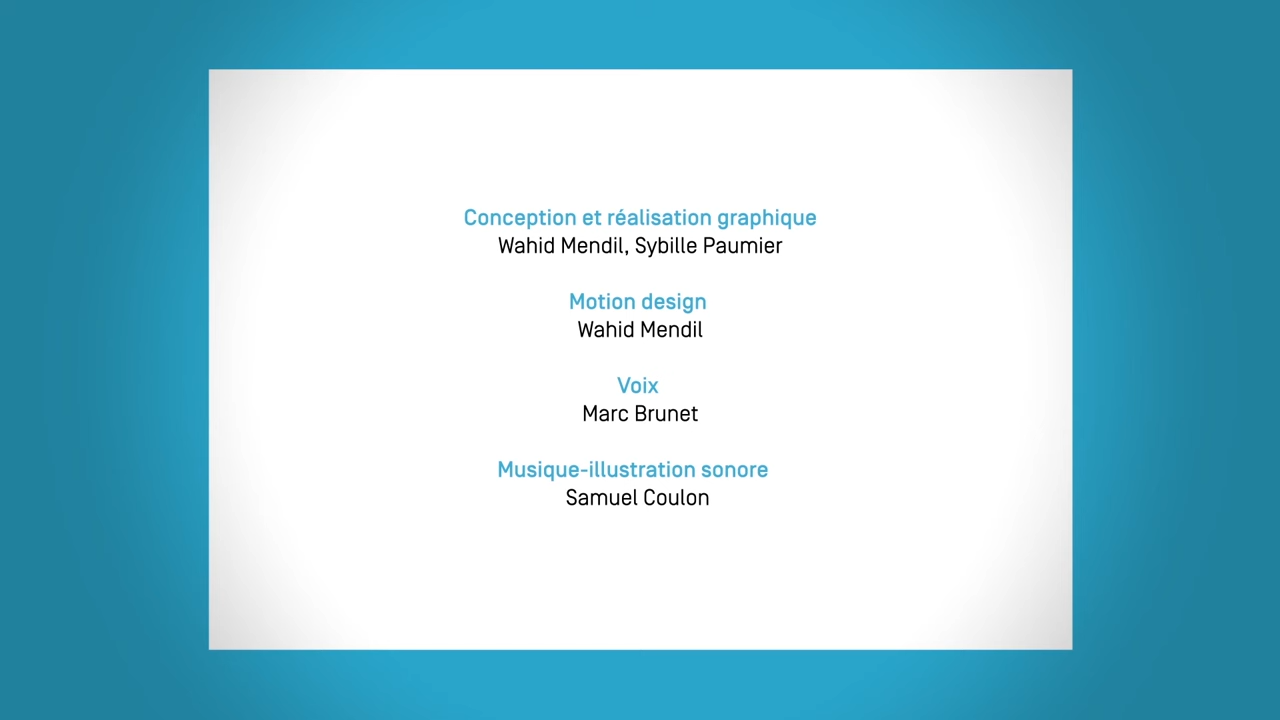 Conception et réalisation graphique
Wahid Mendil, Sybille Paumier
Motion design
Wahid Mendil
Voix
Marc Brunet
Musique-illustration sonore
Samuel Coulon